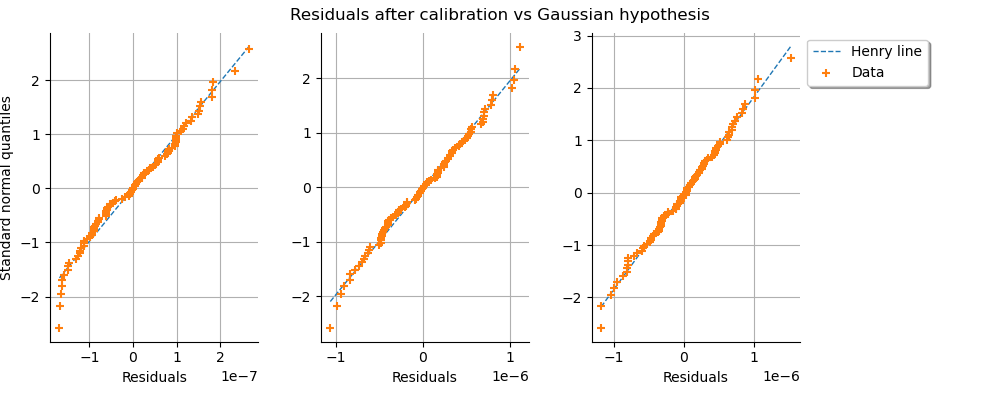 Residuals after calibration vs Gaussian hypothesis
Standard normal quantiles
2
1
0
−1
−2
−1 0 1 2
1e−7
Residuals
2
1
0
−1
−2
−1 0 1
1e−6
Residuals
3
2
1
0
−1
−2
−1 0 1
1e−6
Residuals
Henry line
Data